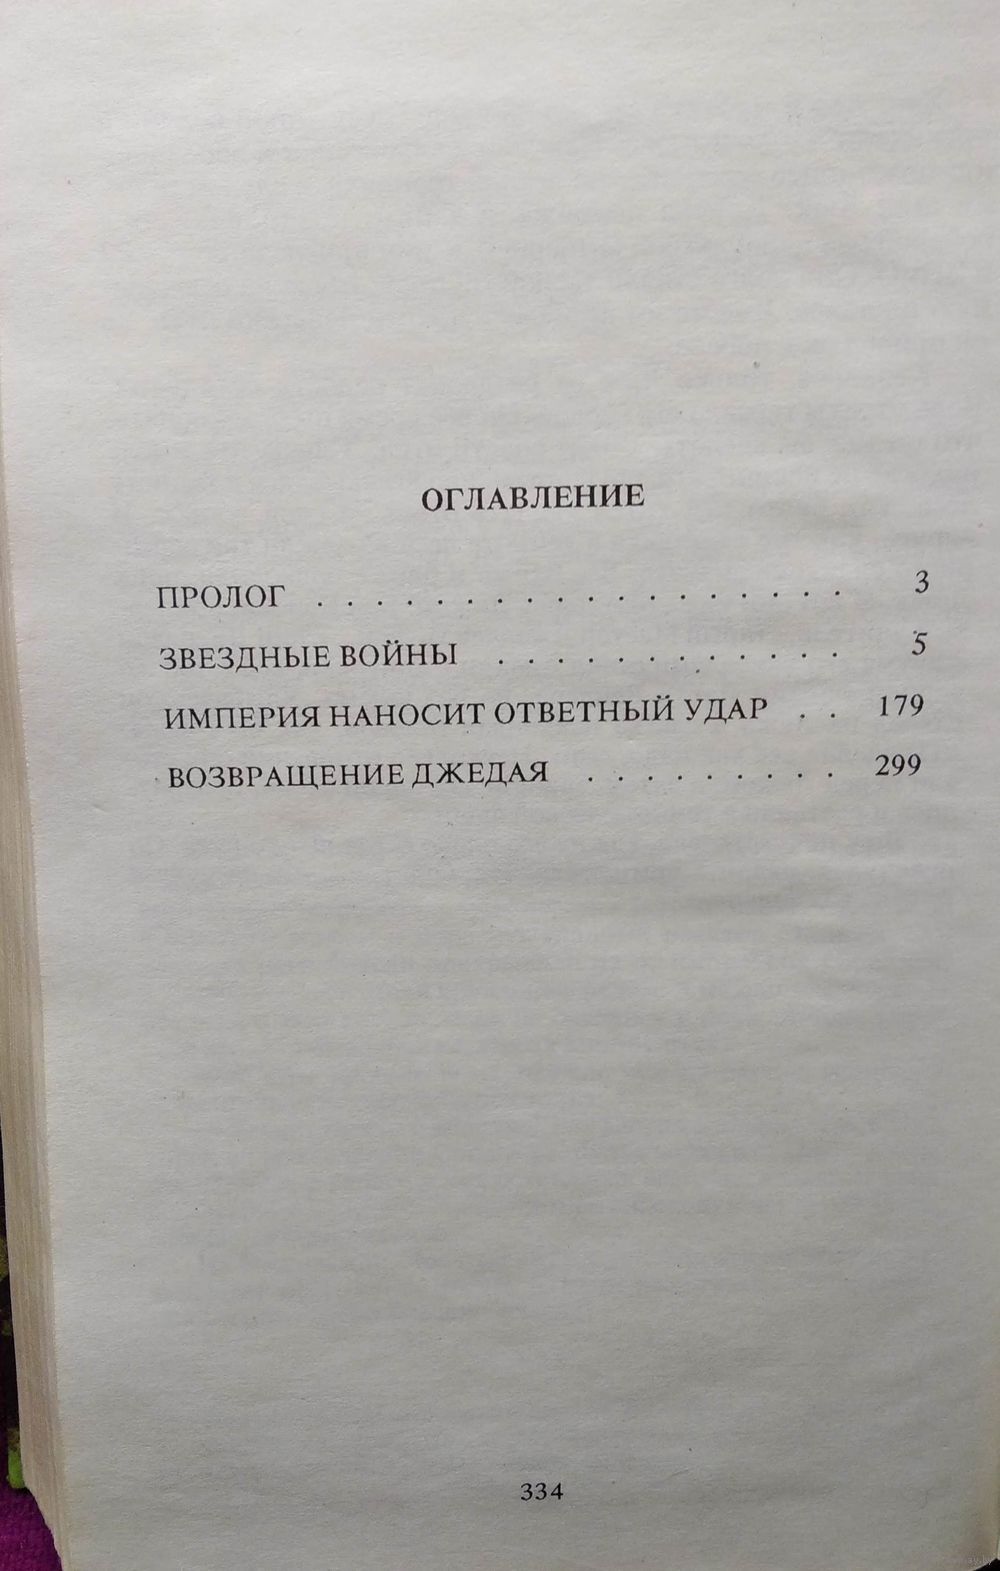 ОГЛАВЛЕНИЕ
ПРОЛОГ . . . . . . . . . . . . . . . . . . 3
ЗВЕЗДНЫЕ ВОЙНЫ . . . . . . . . . . . . 5
ИМПЕРИЯ НАНОСИТ ОТВЕТНЫЙ УДАР . . 179
ВОЗВРАЩЕНИЕ ДЖЕДАЯ . . . . . . . . . 299
334